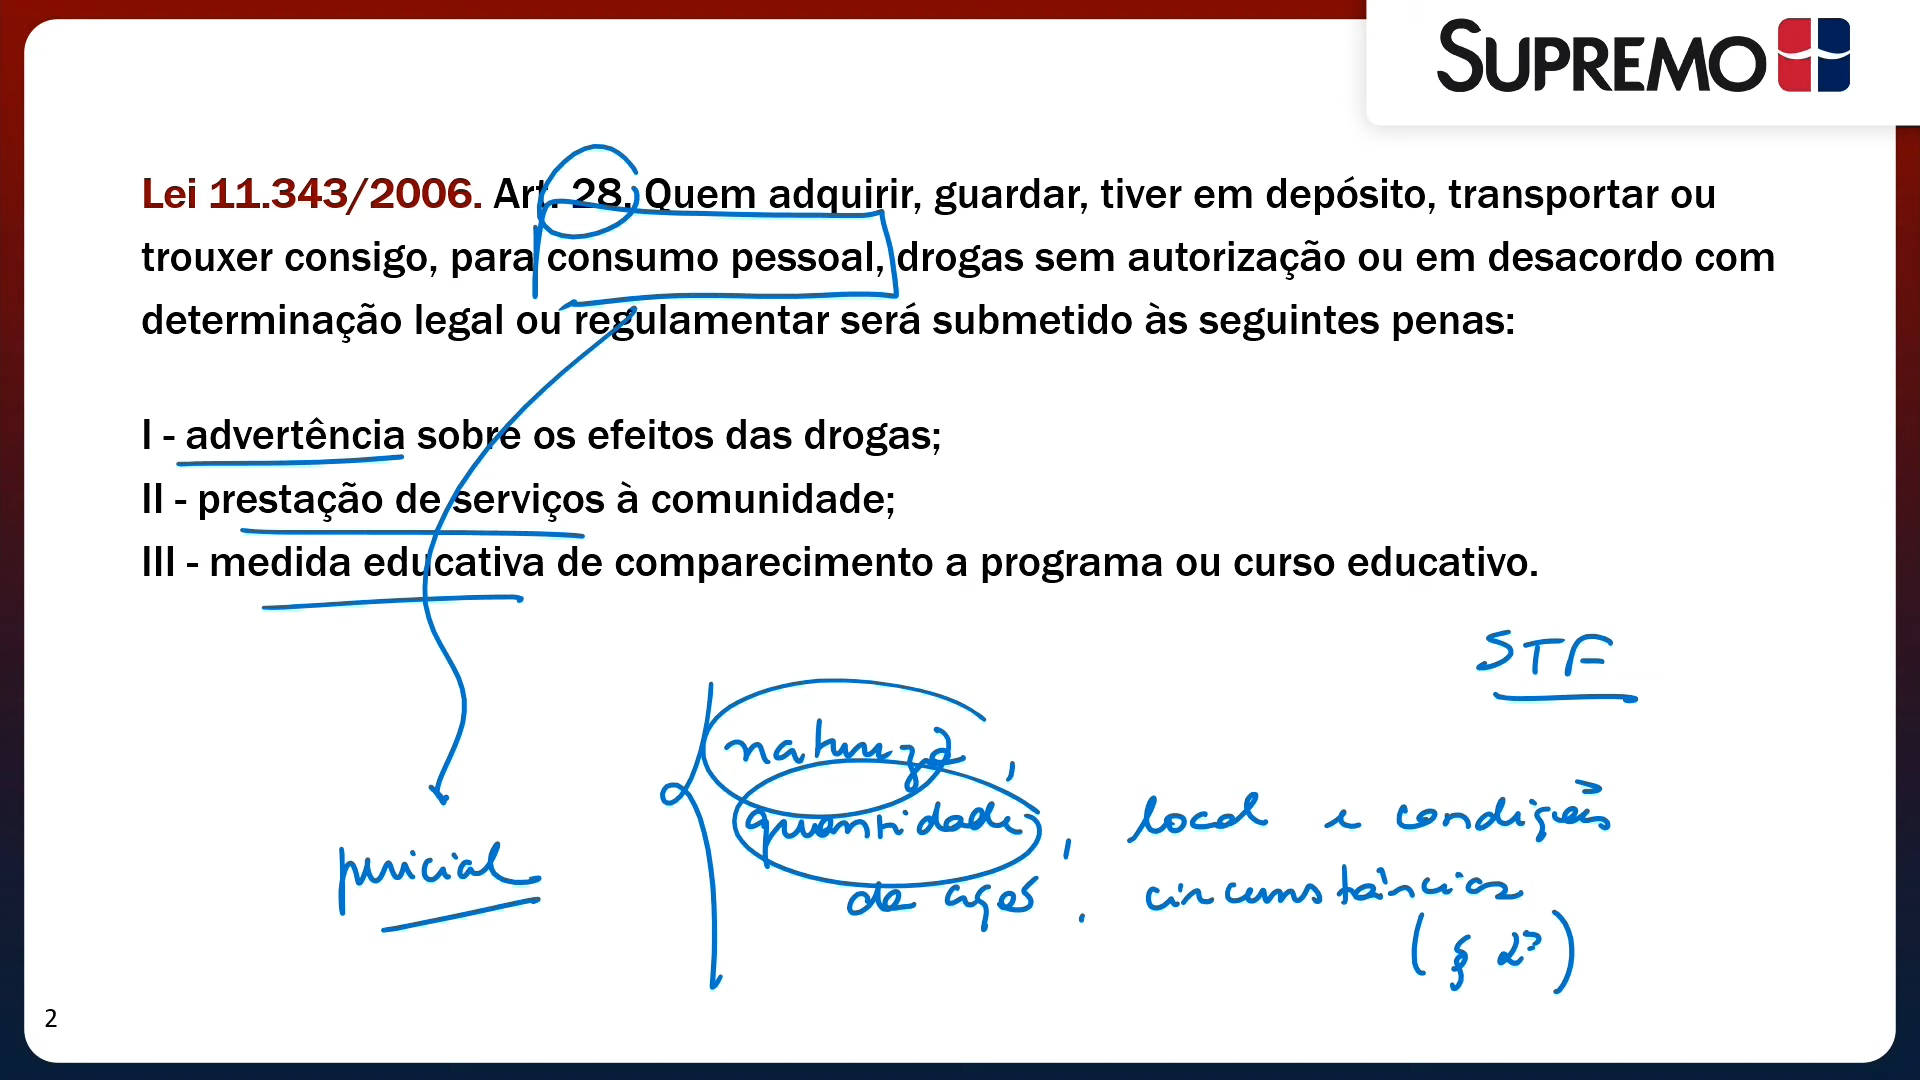 SUPREMO
Lei 11.343/2006. Art. 28. Quem adquirir, guardar, tiver em depósito, transportar ou
trouxer consigo, para consumo pessoal, drogas sem autorização ou em desacordo com
determinação legal ou regulamentar será submetido às seguintes penas:
I - advertência sobre os efeitos das drogas;
II - prestação de serviços à comunidade;
III - medida educativa de comparecimento a programa ou curso educativo.
STF
natureza,
quantidade, local e condições
de ações, circunstâncias
(§ 2º)
2